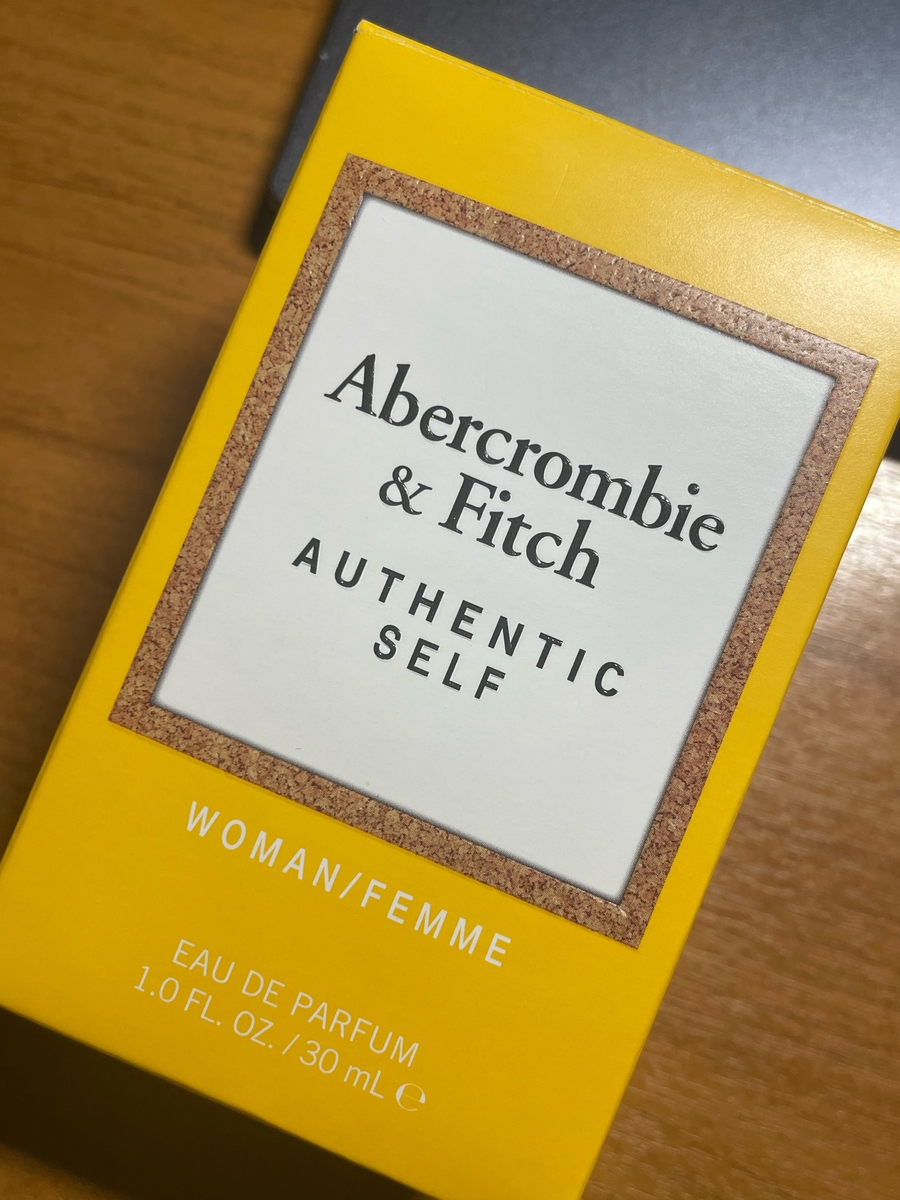 Abercrombie
& Fitch
AUTHENTIC
SELF
WOMAN/FEMME
EAU DE PARFUM
1.0 FL. OZ. / 30 mL ℮